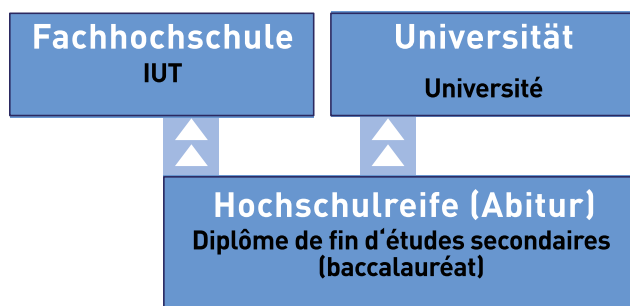 Fachhochschule
IUT
Universität
Université
Hochschulreife (Abitur)
Diplôme de fin d'études secondaires
(baccalauréat)